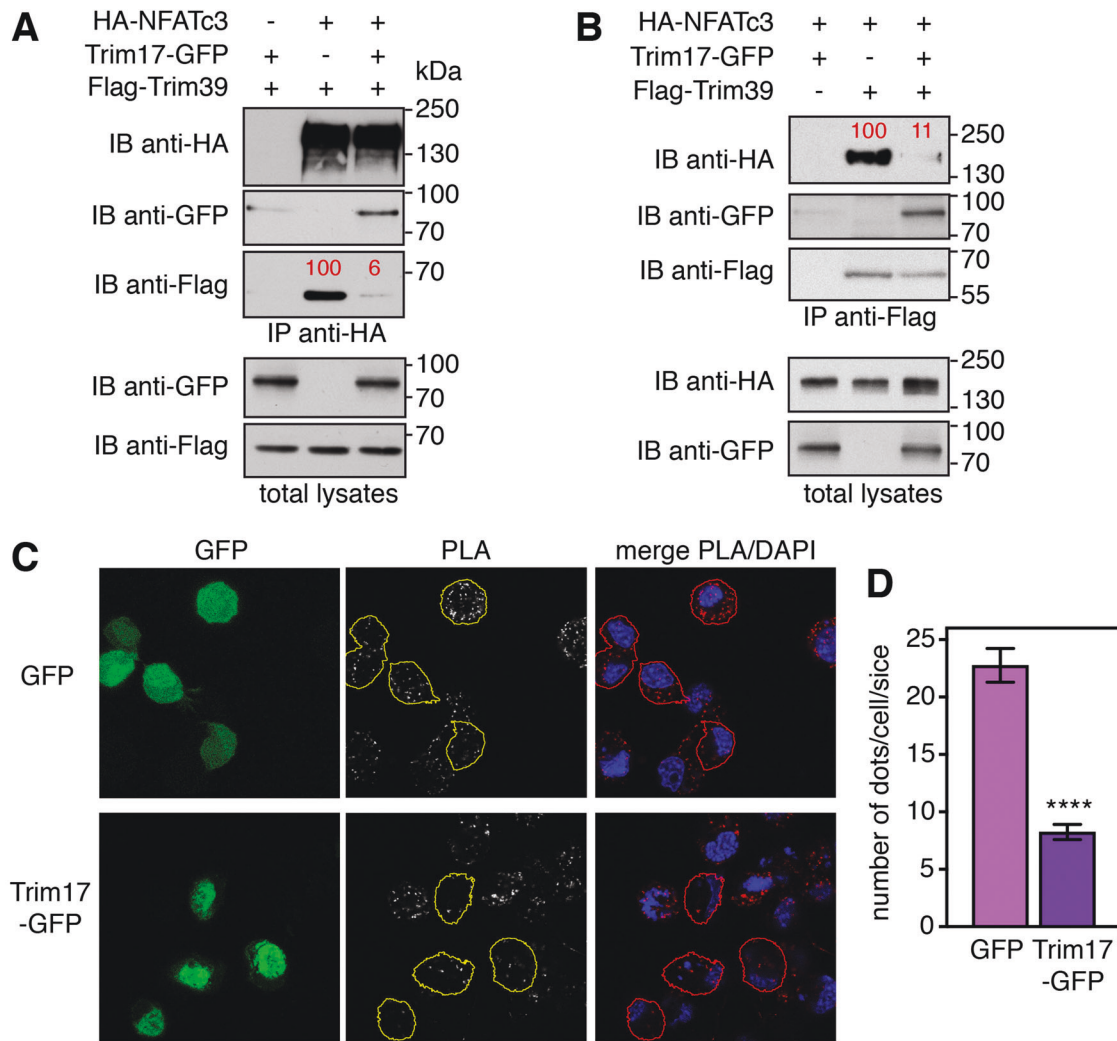 A
HA-NFATc3 - + +
Trim17-GFP + - +
Flag-Trim39 + + +
kDa
IB anti-HA
250
130
IB anti-GFP
100
70
IB anti-Flag
100 6
70
IP anti-HA
IB anti-GFP
100
70
IB anti-Flag
70
total lysates
B
HA-NFATc3 + + +
Trim17-GFP + - +
Flag-Trim39 - + +
IB anti-HA
100 11
250
130
IB anti-GFP
100
70
IB anti-Flag
70
55
IP anti-Flag
IB anti-HA
250
130
IB anti-GFP
100
70
total lysates
C
GFP PLA merge PLA/DAPI
GFP
Trim17
-GFP
D
number of dots/cell/sice
25
20
15
10
5
0
****
GFP Trim17
-GFP